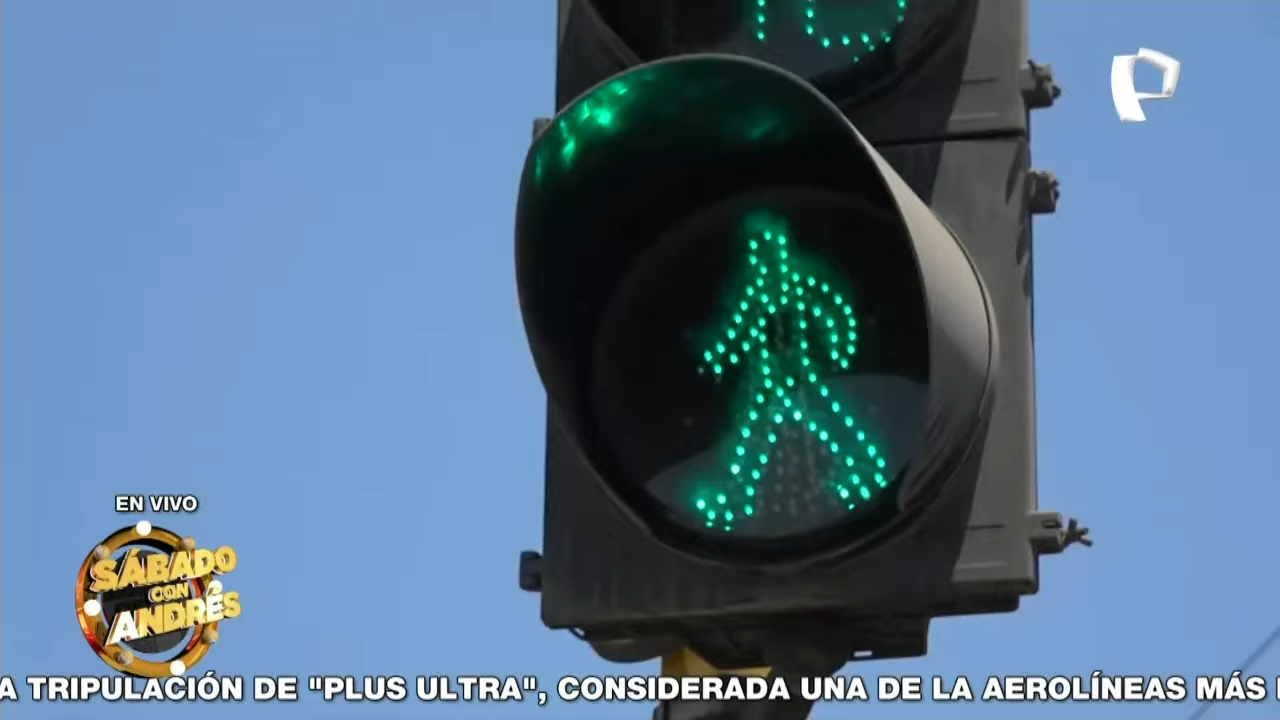 EN VIVO
SÁBADO
CON
ANDRÉS
A TRIPULACIÓN DE "PLUS ULTRA", CONSIDERADA UNA DE LA AEROLÍNEAS MÁS